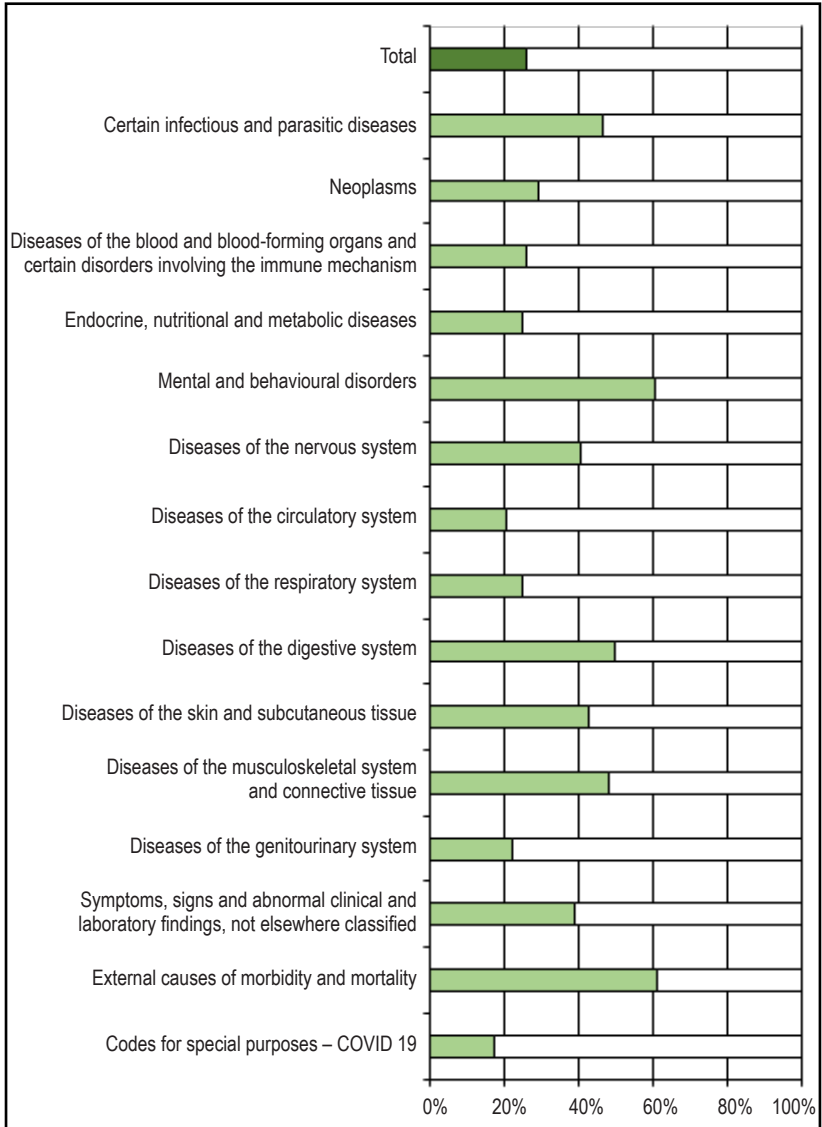 Total
Certain infectious and parasitic diseases
Neoplasms
Diseases of the blood and blood-forming organs and
certain disorders involving the immune mechanism
Endocrine, nutritional and metabolic diseases
Mental and behavioural disorders
Diseases of the nervous system
Diseases of the circulatory system
Diseases of the respiratory system
Diseases of the digestive system
Diseases of the skin and subcutaneous tissue
Diseases of the musculoskeletal system
and connective tissue
Diseases of the genitourinary system
Symptoms, signs and abnormal clinical and
laboratory findings, not elsewhere classified
External causes of morbidity and mortality
Codes for special purposes – COVID 19
0% 20% 40% 60% 80% 100%